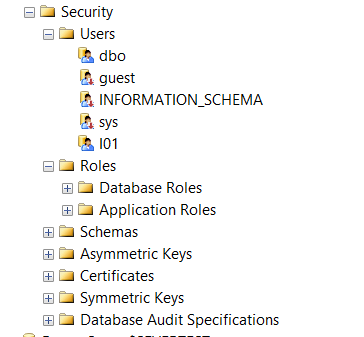 Security
Users
dbo
guest
INFORMATION_SCHEMA
sys
I01
Roles
Database Roles
Application Roles
Schemas
Asymmetric Keys
Certificates
Symmetric Keys
Database Audit Specifications